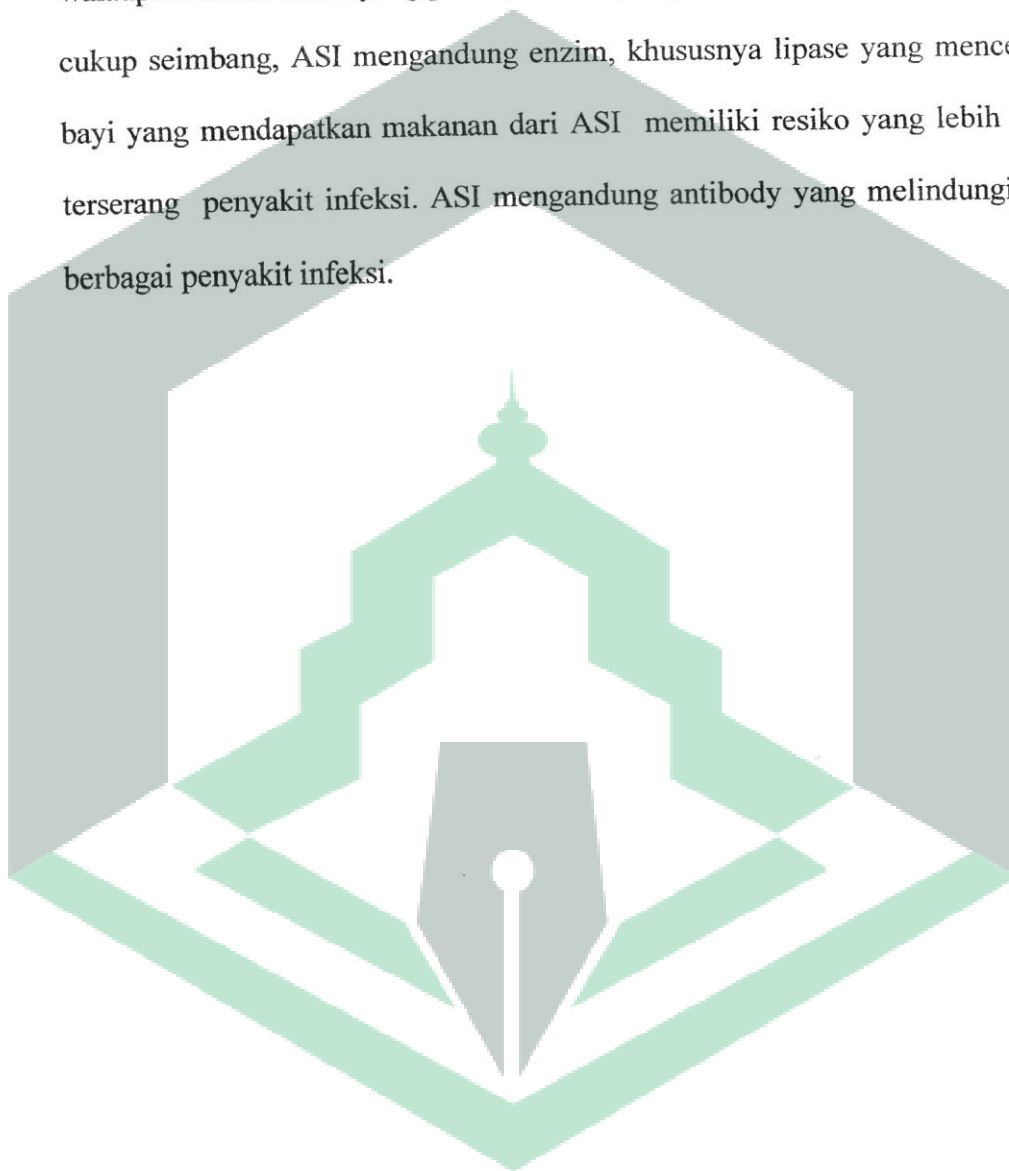 cukup seimbang, ASI mengandung enzim, khususnya lipase yang
bayi yang mendapatkan makanan dari ASI memiliki resiko yang lebih
terserang penyakit infeksi. ASI mengandung antibody yang melindungi
berbagai penyakit infeksi.